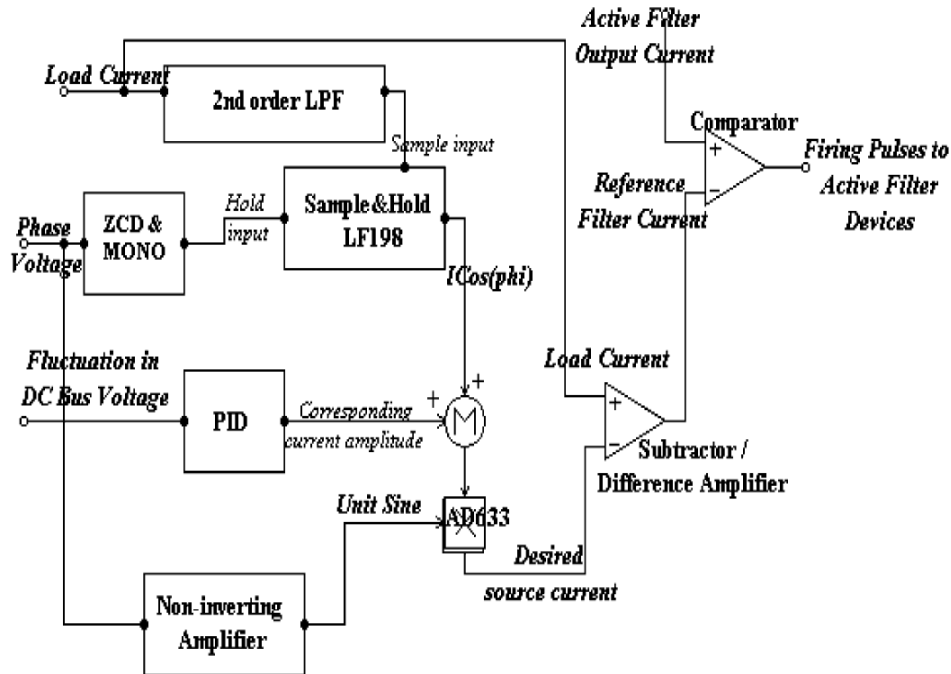 Active Filter
Output Current
Load Current
2nd order LPF
Comparator
Sample input
+
−
Firing Pulses to
Active Filter
Devices
Reference
Filter Current
Hold
input
Sample&Hold
LF198
Phase
Voltage
ZCD &
MONO
ICos(phi)
Fluctuation in
DC Bus Voltage
Load Current
+
+
PID
Corresponding
current amplitude
M
+
−
Subtractor /
Difference Amplifier
Unit Sine
AD633
X
Desired
source current
Non-inverting
Amplifier